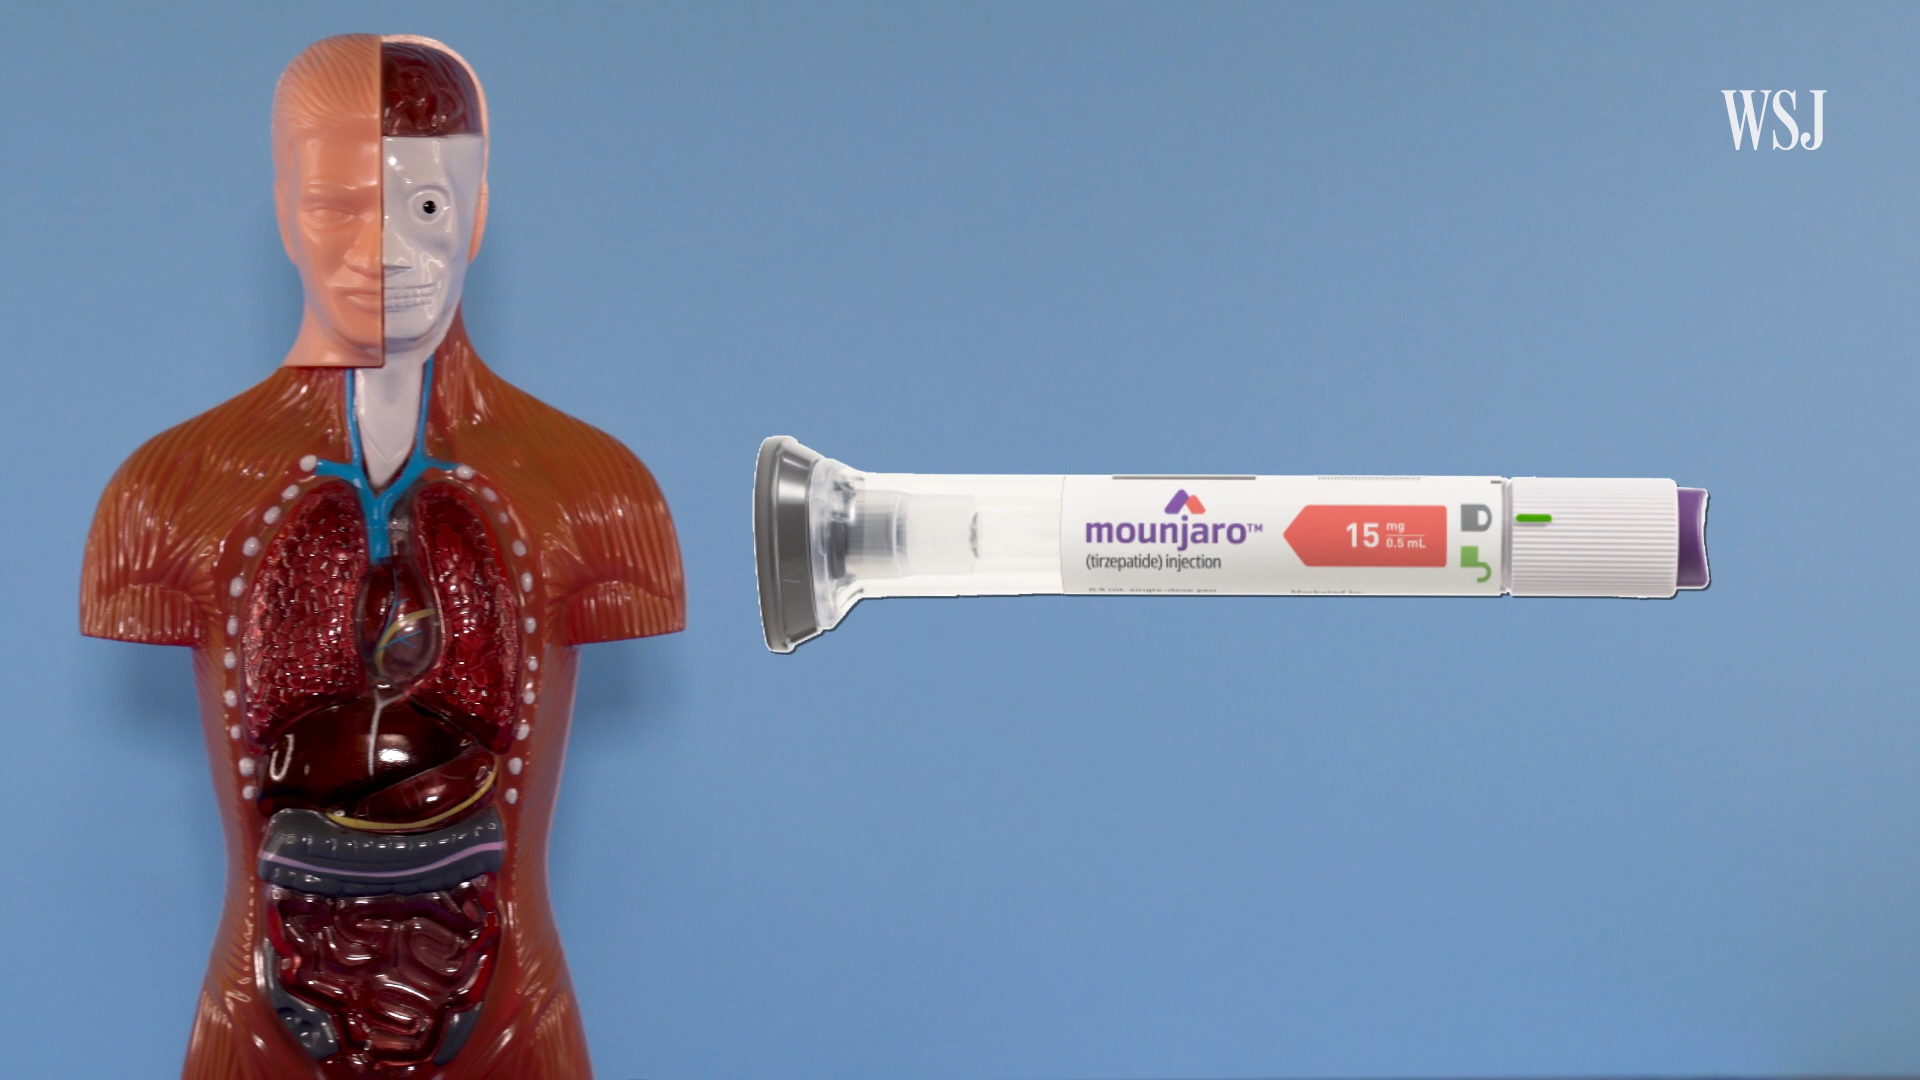 WSJ
mounjaro™
(tirzepatide) injection
15 mg
0.5 mL